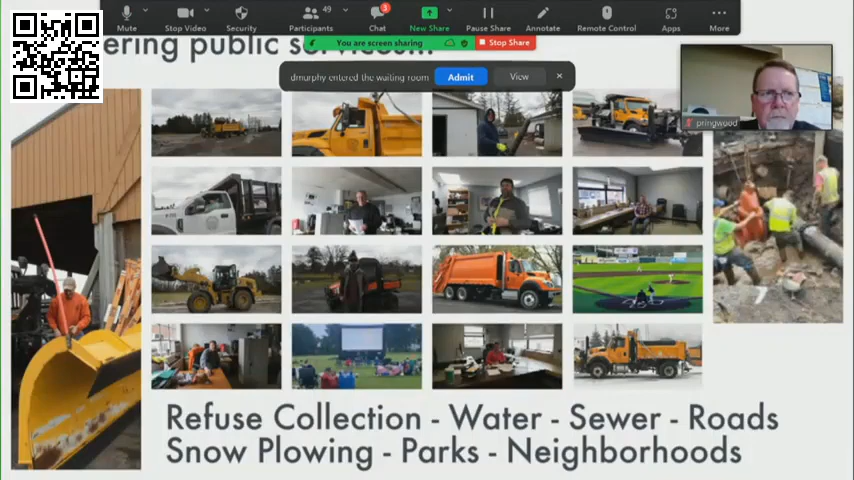 Mute
Stop Video
Security
Participants
49
Chat
3
New Share
Pause Share
Annotate
Remote Control
Apps
More
ering public services...
You are screen sharing
Stop Share
dmurphy entered the waiting room
Admit
View
pringwood
Refuse Collection - Water - Sewer - Roads
Snow Plowing - Parks - Neighborhoods